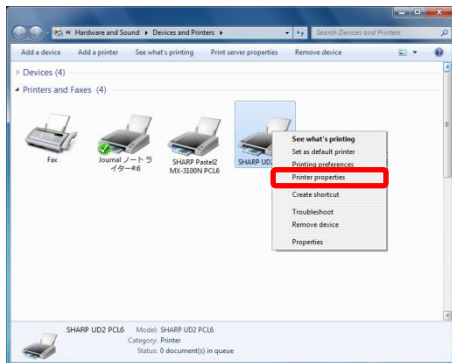 Hardware and Sound ▸ Devices and Printers ▸
Search Devices and Printers
Add a device Add a printer See what's printing Print server properties Remove device
Devices (4)
Printers and Faxes (4)
Fax
Journal ノート ラ
イター#6
SHARP Pastel2
MX-3100N PCL6
SHARP UD2
See what's printing
Set as default printer
Printing preferences
Printer properties
Create shortcut
Troubleshoot
Remove device
Properties
SHARP UD2 PCL6 Model: SHARP UD2 PCL6
Category: Printer
Status: 0 document(s) in queue